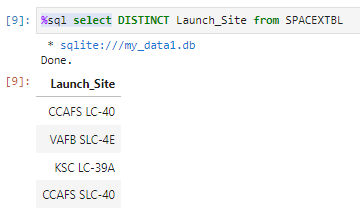 [9]: %sql select DISTINCT Launch_Site from SPACEXTBL
* sqlite:///my_data1.db
Done.
[9]: Launch_Site
CCAFS LC-40
VAFB SLC-4E
KSC LC-39A
CCAFS SLC-40